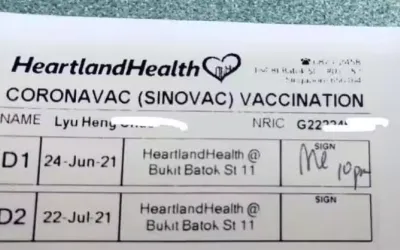 HeartlandHealth
CORONAVAC (SINOVAC) VACCINATION
NAME Lyu Heng NRIC
D1 24-Jun-21 HeartlandHealth @ SIGN
Bukit Batok St 11 10pm
D2 22-Jul-21 HeartlandHealth @ SIGN
Bukit Batok St 11